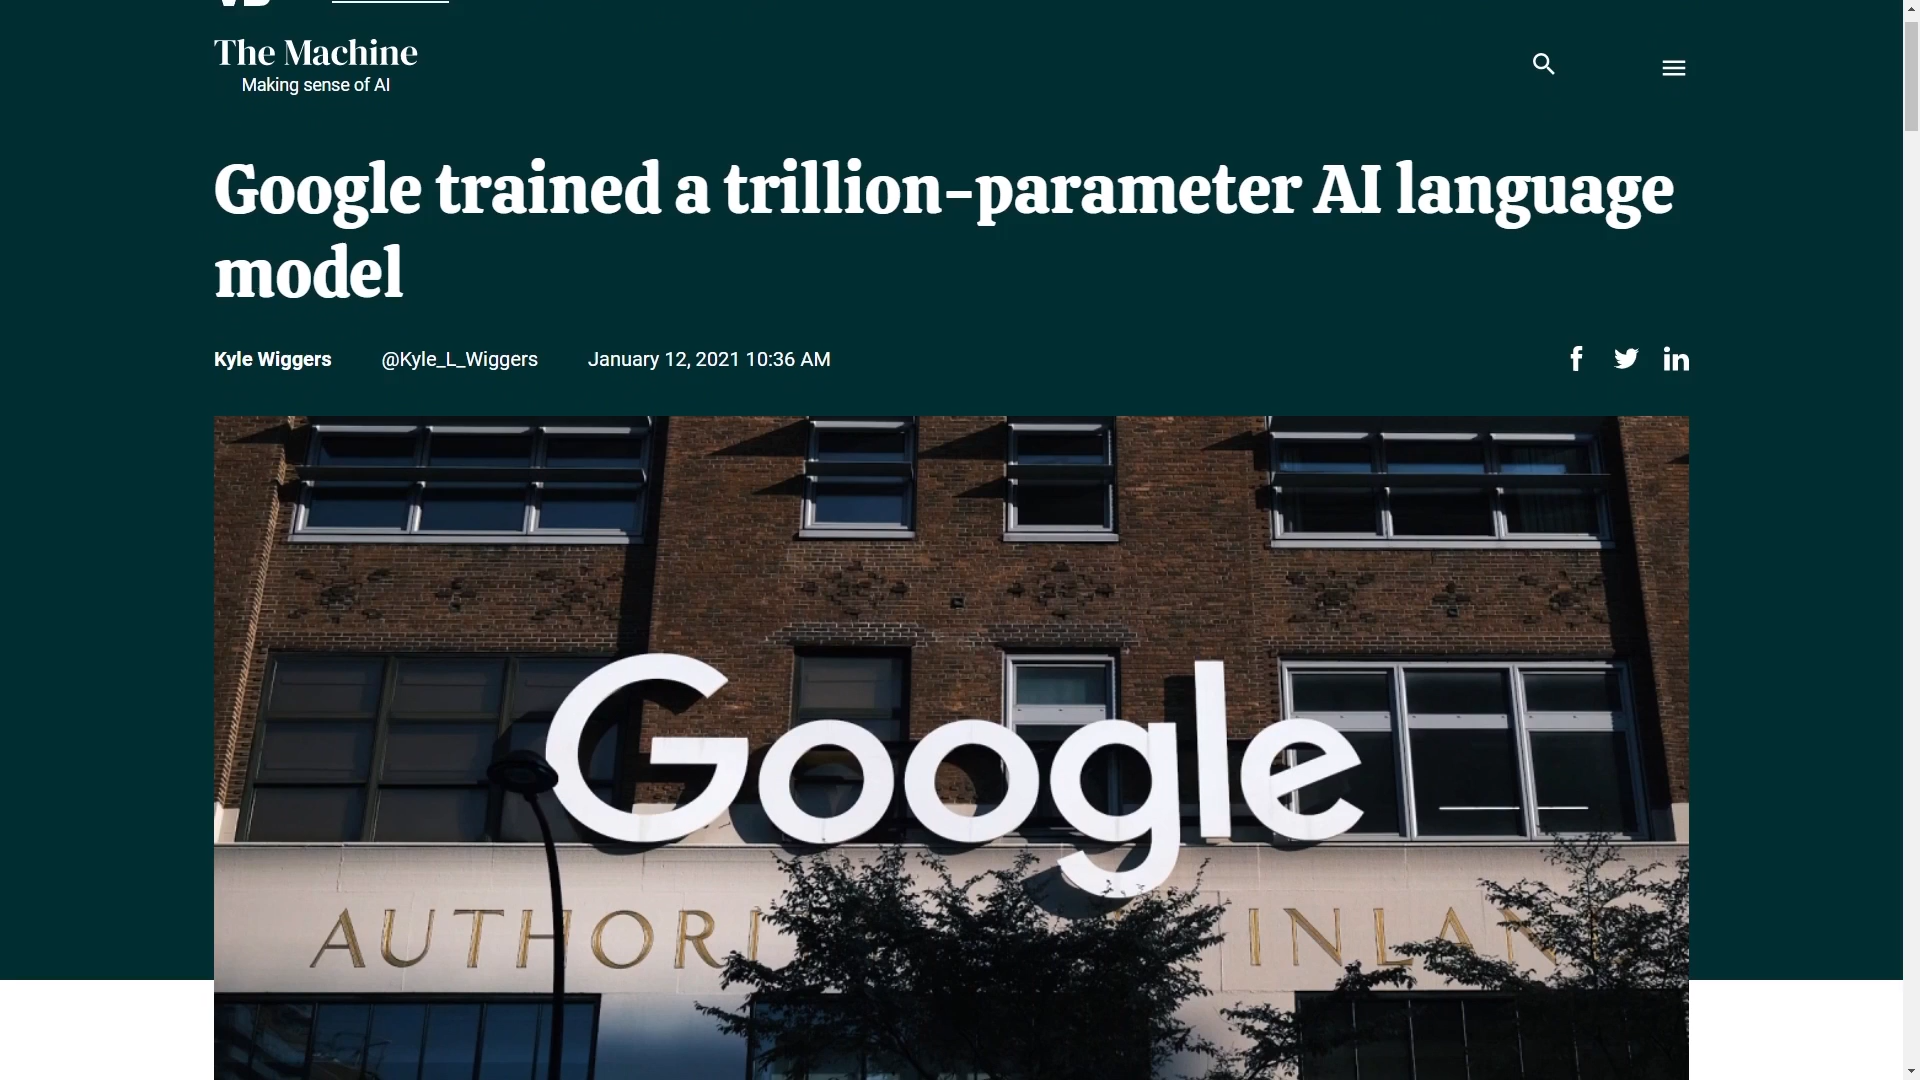 The Machine
Making sense of AI
Google trained a trillion-parameter AI language
model
Kyle Wiggers @Kyle_L_Wiggers January 12, 2021 10:36 AM
Google
AUTHORI INLAN